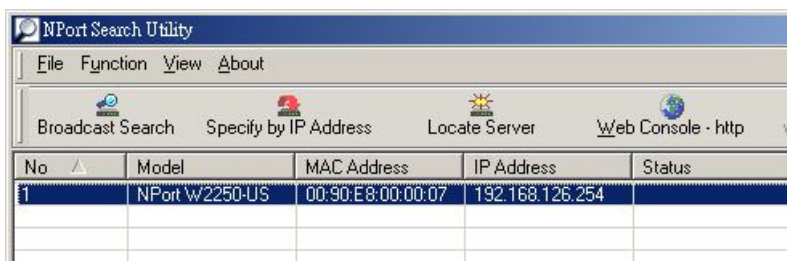 NPort Search Utility
File Function View About
Broadcast Search Specify by IP Address Locate Server Web Console - http
No Model MAC Address IP Address Status
1 NPort W2250-US 00:90:E8:00:00:07 192.168.126.254